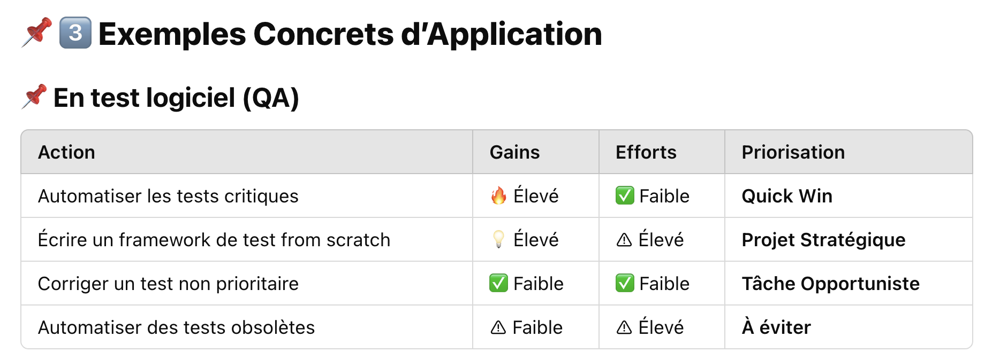 📌 3️⃣ Exemples Concrets d’Application
📌 En test logiciel (QA)
Action Gains Efforts Priorisation
Automatiser les tests critiques 🔥 Élevé ✅ Faible Quick Win
Écrire un framework de test from scratch 💡 Élevé ⚠ Élevé Projet Stratégique
Corriger un test non prioritaire ✅ Faible ✅ Faible Tâche Opportuniste
Automatiser des tests obsolètes ⚠ Faible ⚠ Élevé À éviter